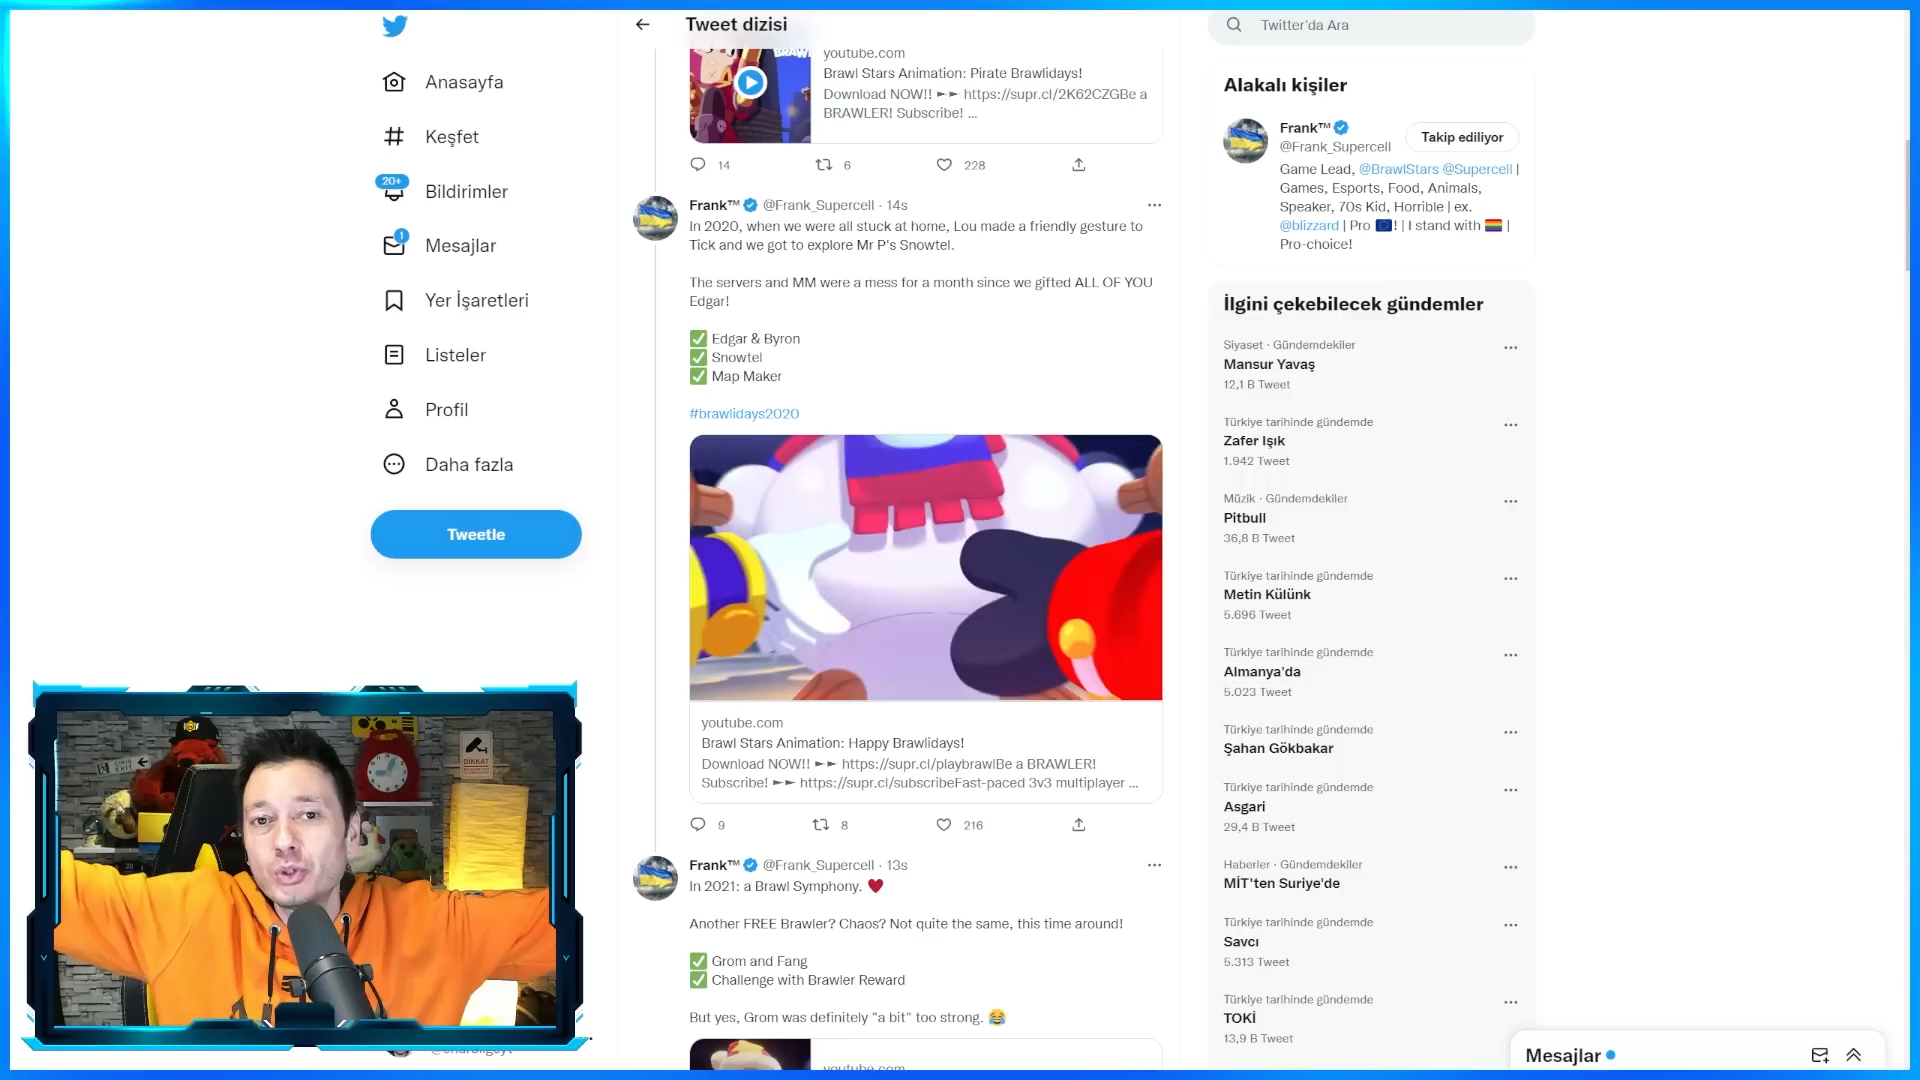 Anasayfa
Keşfet
20+
Bildirimler
1
Mesajlar
Yer İşaretleri
Listeler
Profil
Daha fazla
Tweetle
Tweet dizisi
youtube.com
Brawl Stars Animation: Pirate Brawlidays!
Download NOW!! ►► https://supr.cl/2K62CZGBe a
BRAWLER! Subscribe! ...
14
6
228
Frank™ @Frank_Supercell · 14s
In 2020, when we were all stuck at home, Lou made a friendly gesture to
Tick and we got to explore Mr P's Snowtel.
The servers and MM were a mess for a month since we gifted ALL OF YOU
Edgar!
✅ Edgar & Byron
✅ Snowtel
✅ Map Maker
#brawlidays2020
youtube.com
Brawl Stars Animation: Happy Brawlidays!
Download NOW!! ►► https://supr.cl/playbrawlBe a BRAWLER!
Subscribe! ►► https://supr.cl/subscribeFast-paced 3v3 multiplayer ...
9
8
216
Frank™ @Frank_Supercell · 13s
In 2021: a Brawl Symphony. ♥
Another FREE Brawler? Chaos? Not quite the same, this time around!
✅ Grom and Fang
✅ Challenge with Brawler Reward
But yes, Grom was definitely "a bit" too strong. 😂
youtube.com
Twitter'da Ara
Alakalı kişiler
Frank™
Takip ediliyor
@Frank_Supercell
Game Lead, @BrawlStars @Supercell |
Games, Esports, Food, Animals,
Speaker, 70s Kid, Horrible | ex.
@blizzard | Pro 🇪🇺! | I stand with 🏳️‍🌈 |
Pro-choice!
İlgini çekebilecek gündemler
Siyaset · Gündemdekiler
Mansur Yavaş
12,1 B Tweet
Türkiye tarihinde gündemde
Zafer Işık
1.942 Tweet
Müzik · Gündemdekiler
Pitbull
36,8 B Tweet
Türkiye tarihinde gündemde
Metin Külünk
5.696 Tweet
Türkiye tarihinde gündemde
Almanya'da
5.023 Tweet
Türkiye tarihinde gündemde
Şahan Gökbakar
Türkiye tarihinde gündemde
Asgari
29,4 B Tweet
Haberler · Gündemdekiler
MİT'ten Suriye'de
Türkiye tarihinde gündemde
Savcı
5.313 Tweet
Türkiye tarihinde gündemde
TOKİ
13,9 B Tweet
Mesajlar
DİKKAT